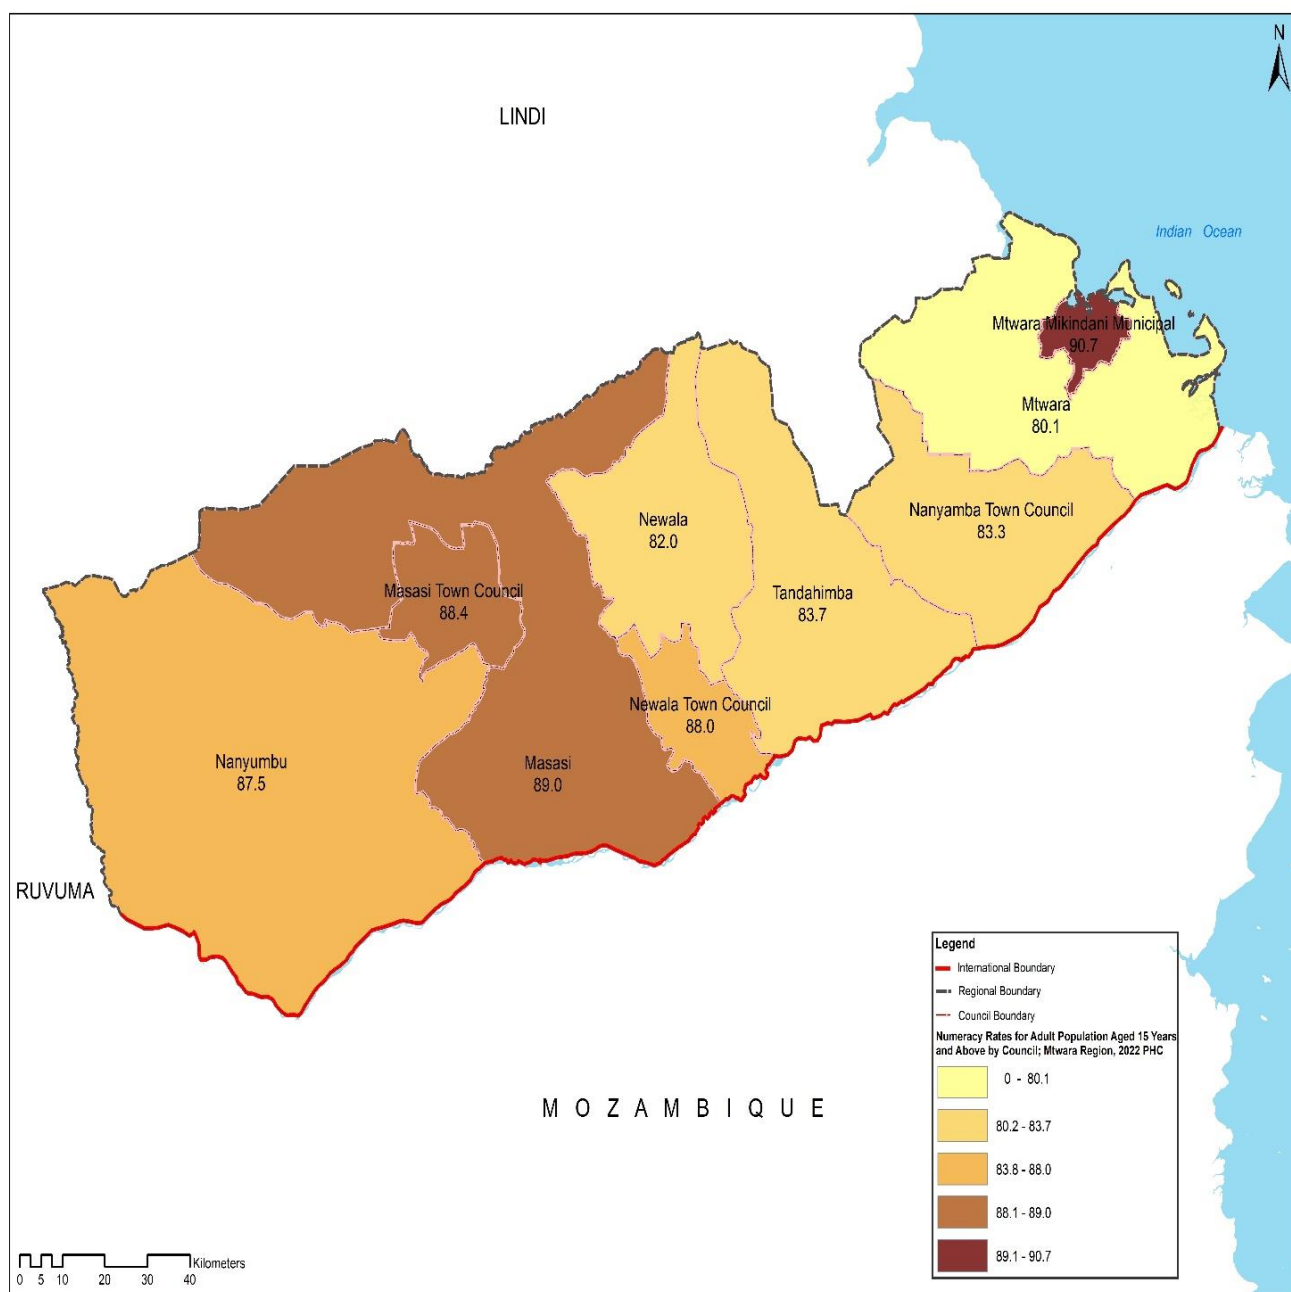 N
LINDI
Indian Ocean
Mtwara Mikindani Municipal
90.7
Mtwara
80.1
Nanyamba Town Council
83.3
Newala
82.0
Tandahimba
83.7
Masasi Town Council
88.4
Newala Town Council
88.0
Nanyumbu
87.5
Masasi
89.0
RUVUMA
MOZAMBIQUE
Legend
International Boundary
Regional Boundary
Council Boundary
Numeracy Rates for Adult Population Aged 15 Years
and Above by Council; Mtwara Region, 2022 PHC
0 - 80.1
80.2 - 83.7
83.8 - 88.0
88.1 - 89.0
89.1 - 90.7
Kilometers
0 5 10 20 30 40